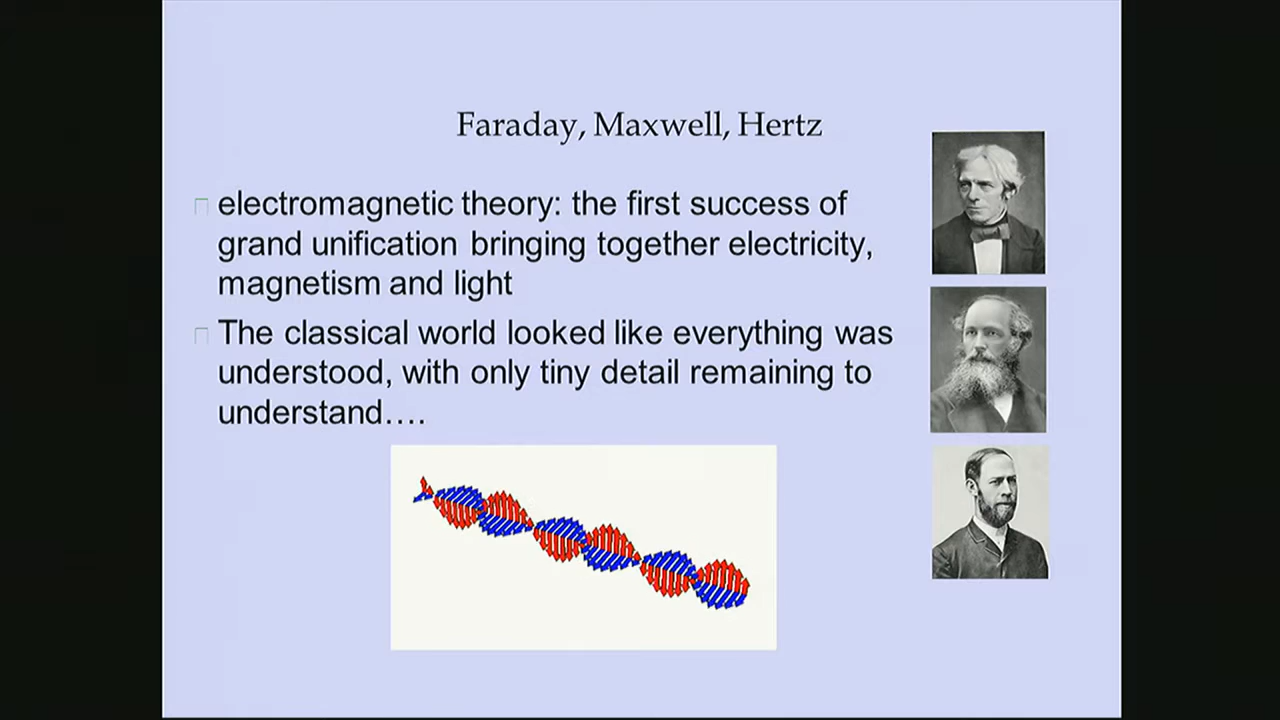 Faraday, Maxwell, Hertz
electromagnetic theory: the first success of
grand unification bringing together electricity,
magnetism and light
The classical world looked like everything was
understood, with only tiny detail remaining to
understand….